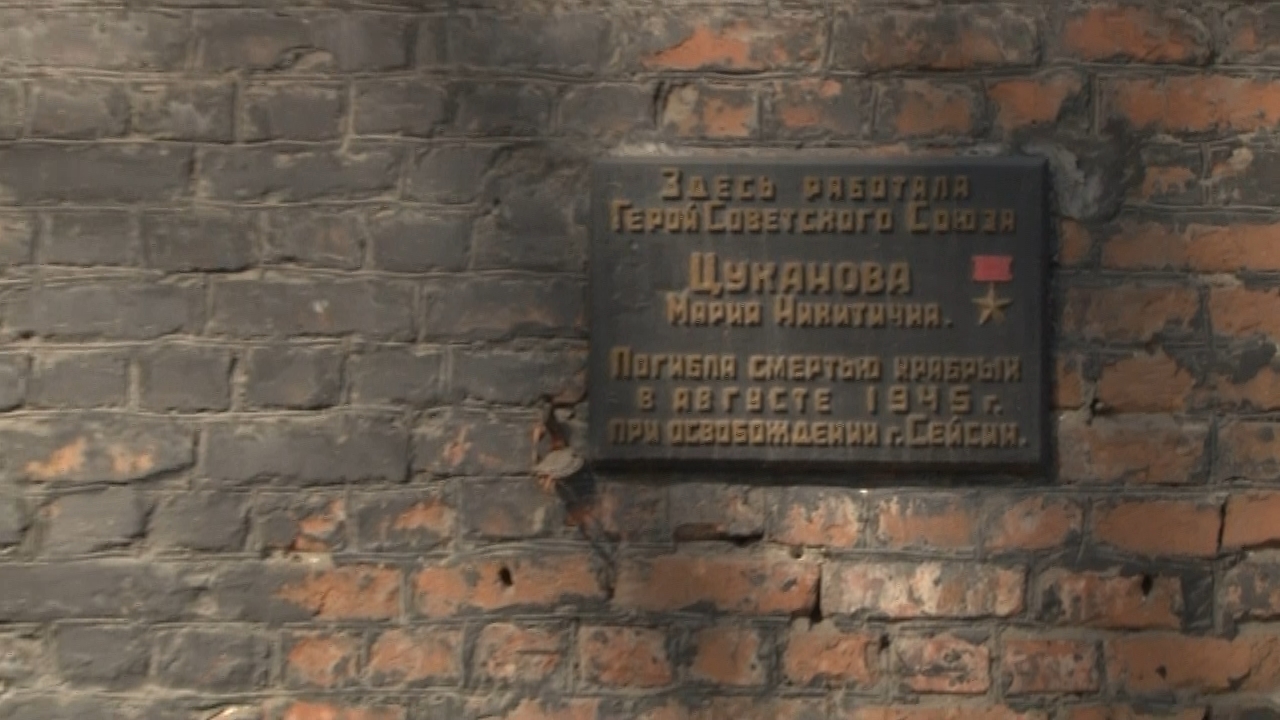 Здесь работала
Герой Советского Союза
Цуканова
Мария Никитична.
Погибла смертью храбрых
в августе 1945 г.
при освобождении г. Сейсин.